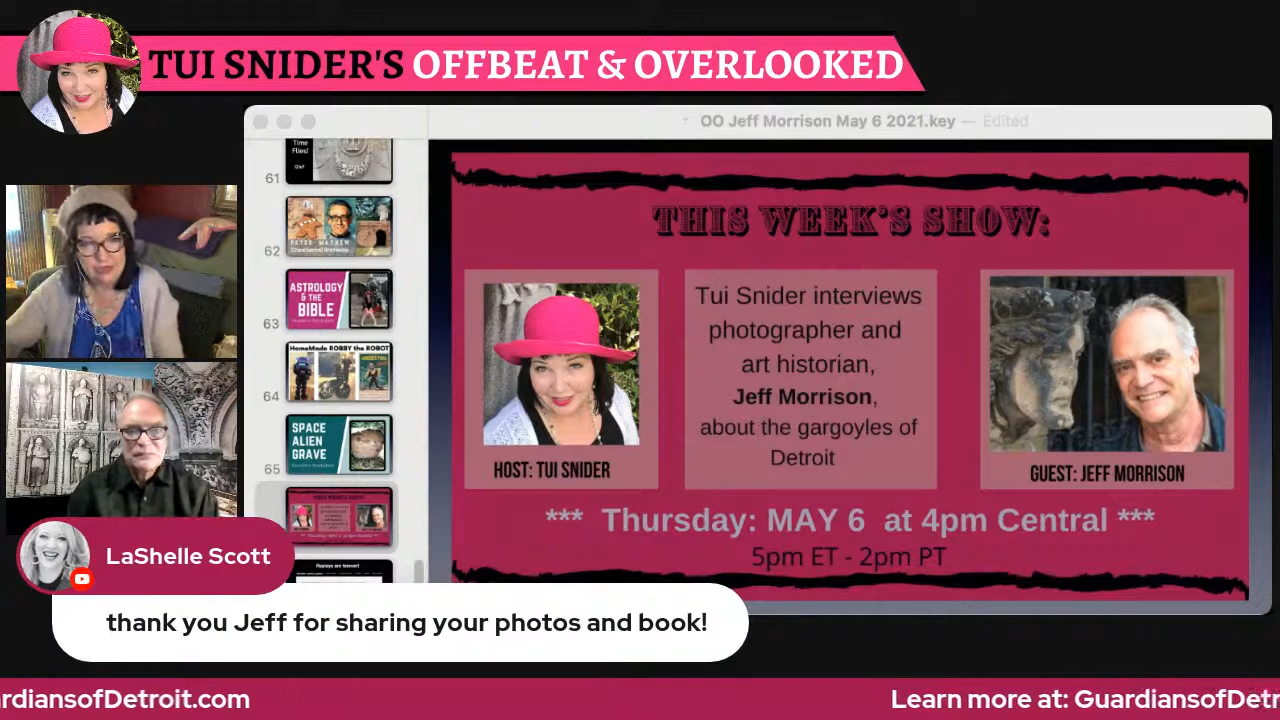 TUI SNIDER'S OFFBEAT & OVERLOOKED
OO Jeff Morrison May 6 2021.key — Edited
Time
Flies!
61
62
ASTROLOGY
& THE
BIBLE
63
HomeMade ROBBY the ROBOT
64
SPACE
ALIEN
GRAVE
65
Replays are forever!
THIS WEEK'S SHOW:
HOST: TUI SNIDER
Tui Snider interviews
photographer and
art historian,
Jeff Morrison,
about the gargoyles of
Detroit
GUEST: JEFF MORRISON
*** Thursday: MAY 6 at 4pm Central ***
5pm ET - 2pm PT
LaShelle Scott
thank you Jeff for sharing your photos and book!
ardiansofDetroit.com
Learn more at: GuardiansofDetr